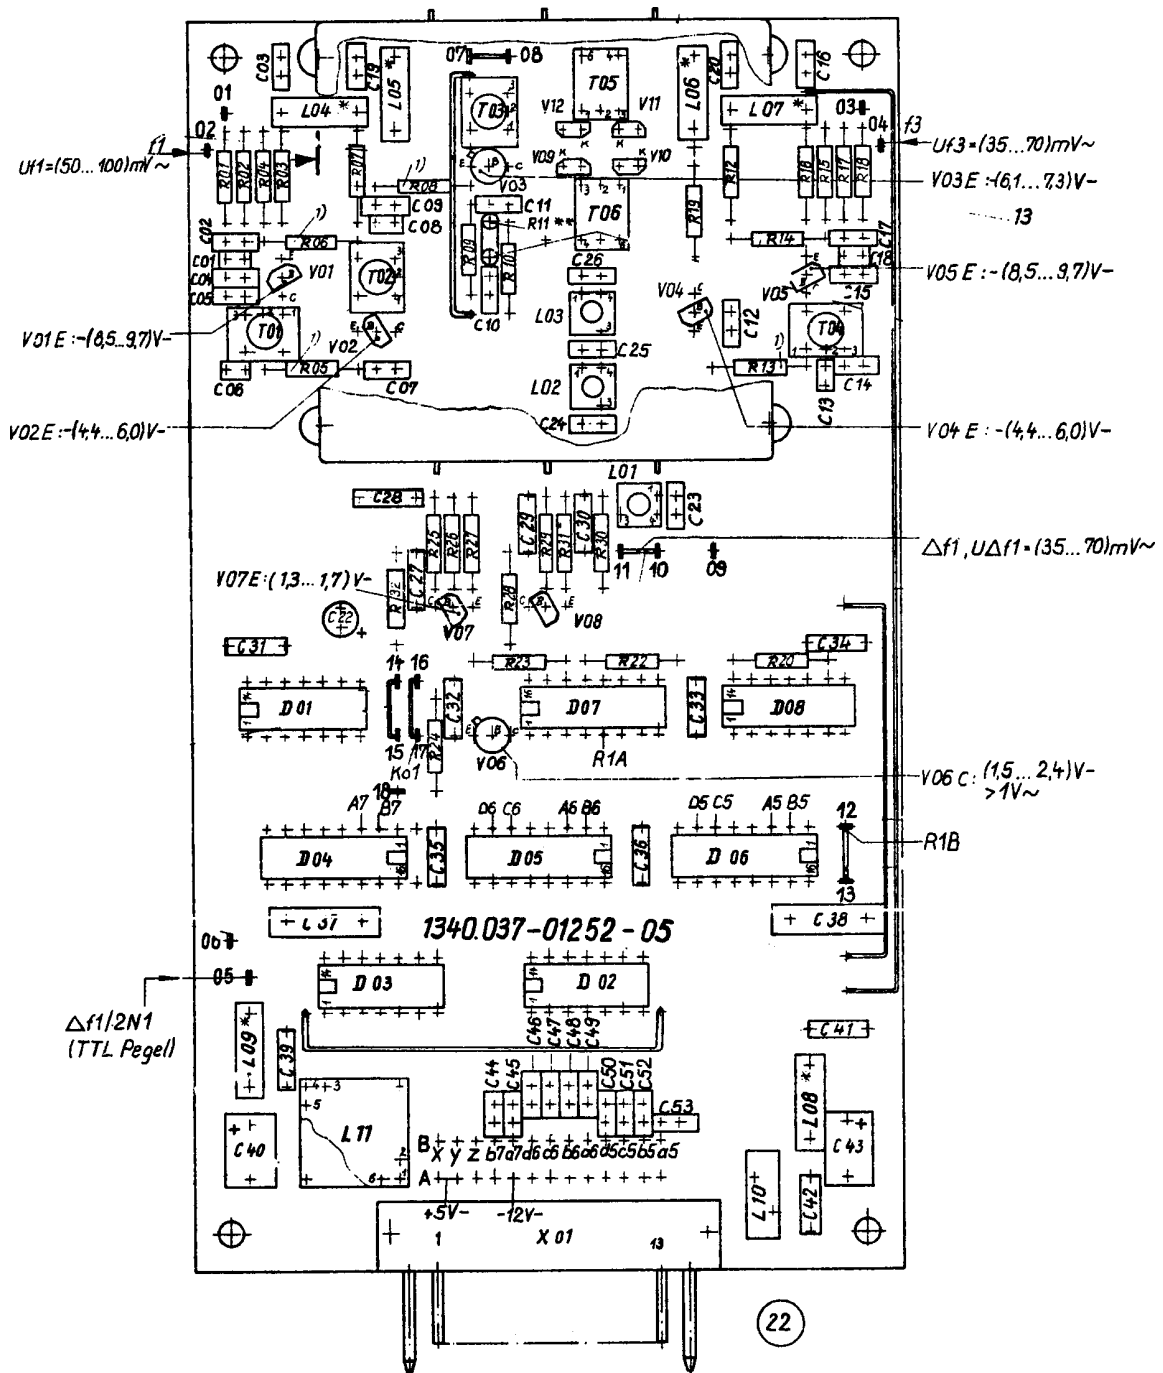 C03
C19
L05 *
07 08
T03
T05
V12 V11
L06 *
C20
C16
01
L04 *
L07 *
03
04
f3
02
f1
Uf1=(50...100)mV~
Uf3=(35...70)mV~
R01
R02
R04
R03
R07
1)
R08
V03
V09
V10
R12
R16
R15
R17
R18
V03E:-(6,1...7,3)V-
13
C09
C08
C11
R11 **
T06
R19
C02
C01
C04
C05
1)
R06
V01
T02
R09
R10
C26
R14
C17
C18
V05E:-(8,5...9,7)V-
V05
C15
T01
V02
C10
L03
V04
C12
T04
V01E:-(8,5...9,7)V-
C06
1)
R05
C07
C25
L02
1)
R13
C13
C14
V02E:-(4,4...6,0)V-
C24
V04E:-(4,4...6,0)V-
L01
C28
C23
R25
R26
R27
C29
R29
R31
C30
R30
11 10
09
Δf1, UΔf1=(35...70)mV~
V07E:(1,3...1,7)V-
R32
C27
R28
C22
+
V07
V08
C31
C34
R23
R22
R20
14 16
D01
C32
D07
C33
D08
15 17
R24
V06
R1A
K01
18
V06C:(1,5...2,4)V-
>1V~
A7 B7
D6 C6
A6 B6
D5 C5
A5 B5
12
R1B
D04
C35
D05
C36
D06
13
C37
1340.037-01252-05
C38
06
05
D03
D02
Δf1/2N1
(TTL Pegel)
L09 *
C39
C44
C45
C46
C47
C48
C49
C50
C51
C52
C53
C41
L08 *
C40
L11
C43
B
X Y Z b7 a7 d6 c6 b6 a6 d5 c5 b5 a5
A
L10
C42
+5V- -12V-
1 X01 13
22